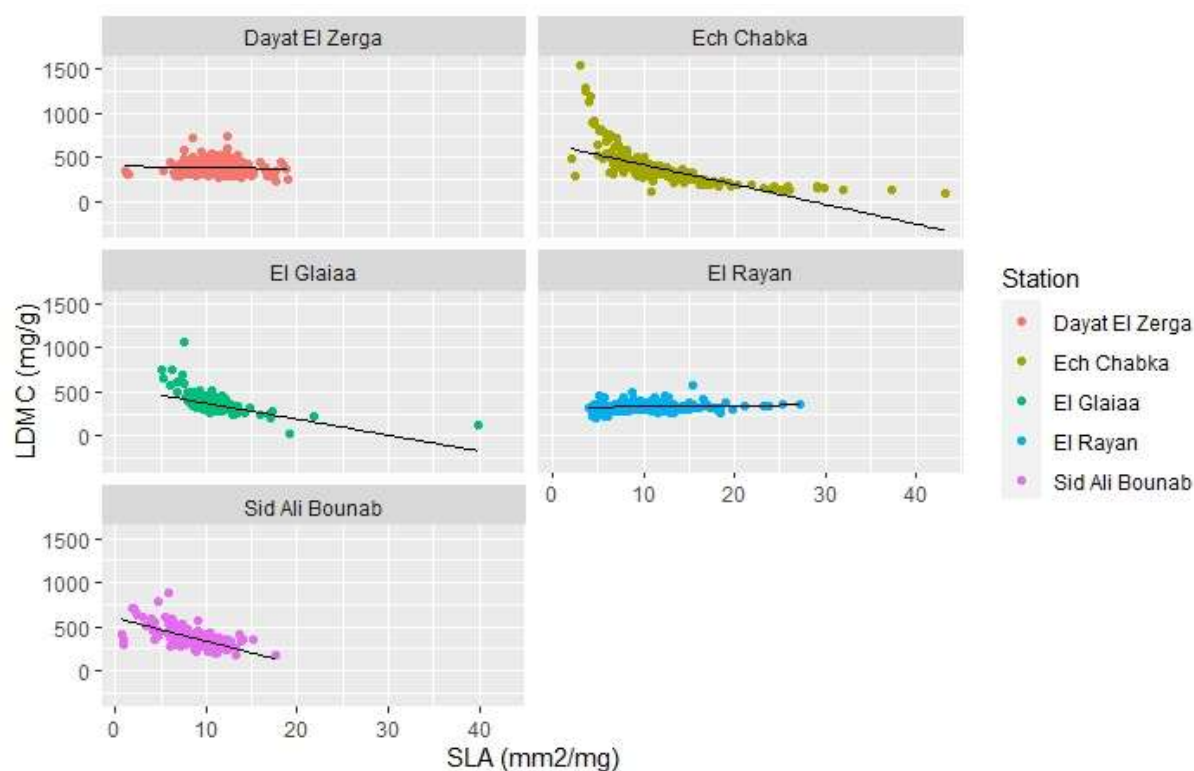 Dayat El Zerga
Ech Chabka
1500
1000
500
0
El Glaiaa
El Rayan
1500
1000
500
0
0
10
20
30
40
Sid Ali Bounab
1500
1000
500
0
0
10
20
30
40
SLA (mm2/mg)
LDMC (mg/g)
Station
Dayat El Zerga
Ech Chabka
El Glaiaa
El Rayan
Sid Ali Bounab